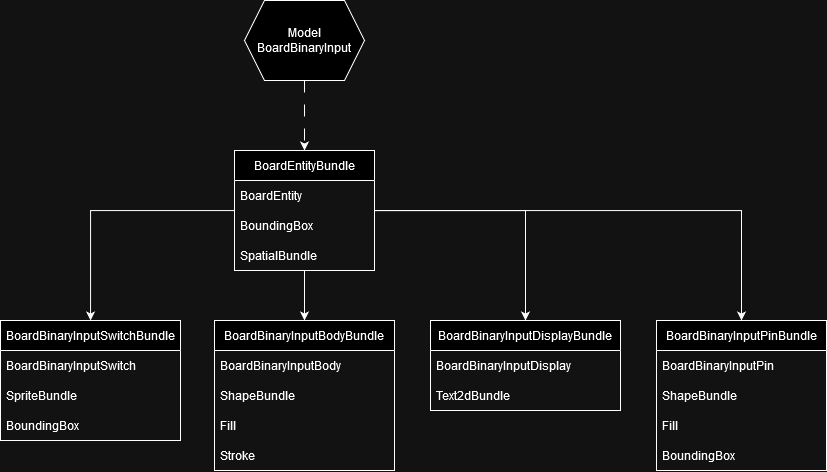 Model
BoardBinaryInput
BoardEntityBundle
BoardEntity
BoundingBox
SpatialBundle
BoardBinaryInputSwitchBundle
BoardBinaryInputSwitch
SpriteBundle
BoundingBox
BoardBinaryInputBodyBundle
BoardBinaryInputBody
ShapeBundle
Fill
Stroke
BoardBinaryInputDisplayBundle
BoardBinaryInputDisplay
Text2dBundle
BoardBinaryInputPinBundle
BoardBinaryInputPin
ShapeBundle
Fill
BoundingBox